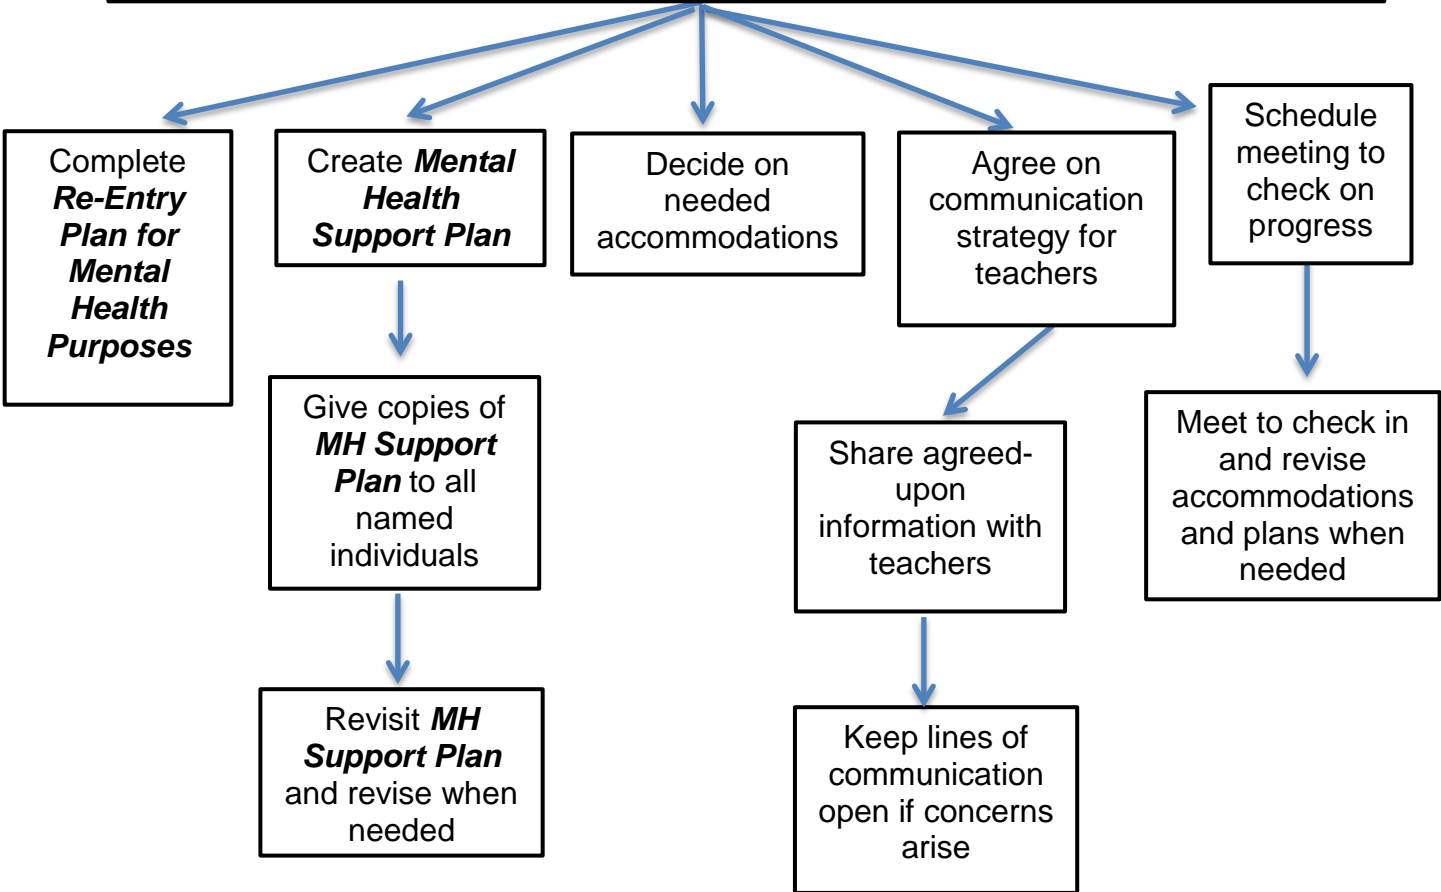 Complete
Re-Entry
Plan for
Mental
Health
Purposes
Create Mental
Health
Support Plan
Decide on
needed
accommodations
Agree on
communication
strategy for
teachers
Schedule
meeting to
check on
progress
Give copies of
MH Support
Plan to all
named
individuals
Share agreed-
upon
information with
teachers
Meet to check in
and revise
accommodations
and plans when
needed
Revisit MH
Support Plan
and revise when
needed
Keep lines of
communication
open if concerns
arise